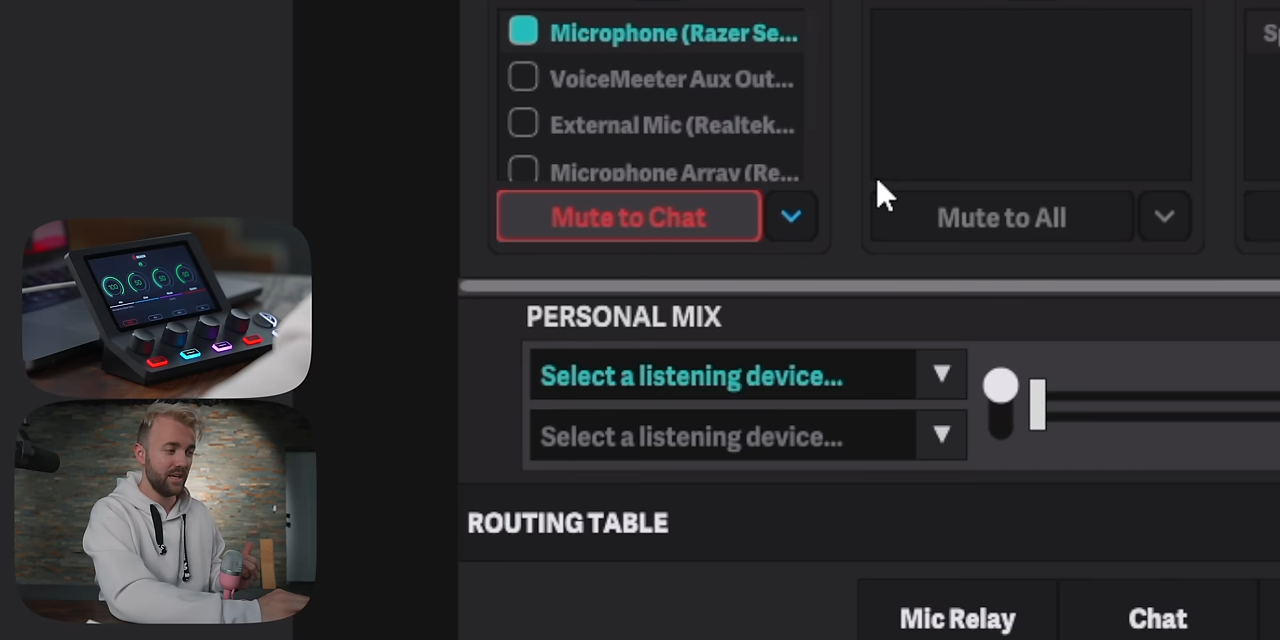 Microphone (Razer Se...
VoiceMeeter Aux Out...
External Mic (Realtek...
Microphone Array (Re...
Mute to Chat
Mute to All
PERSONAL MIX
Select a listening device...
Select a listening device...
ROUTING TABLE
Mic Relay
Chat